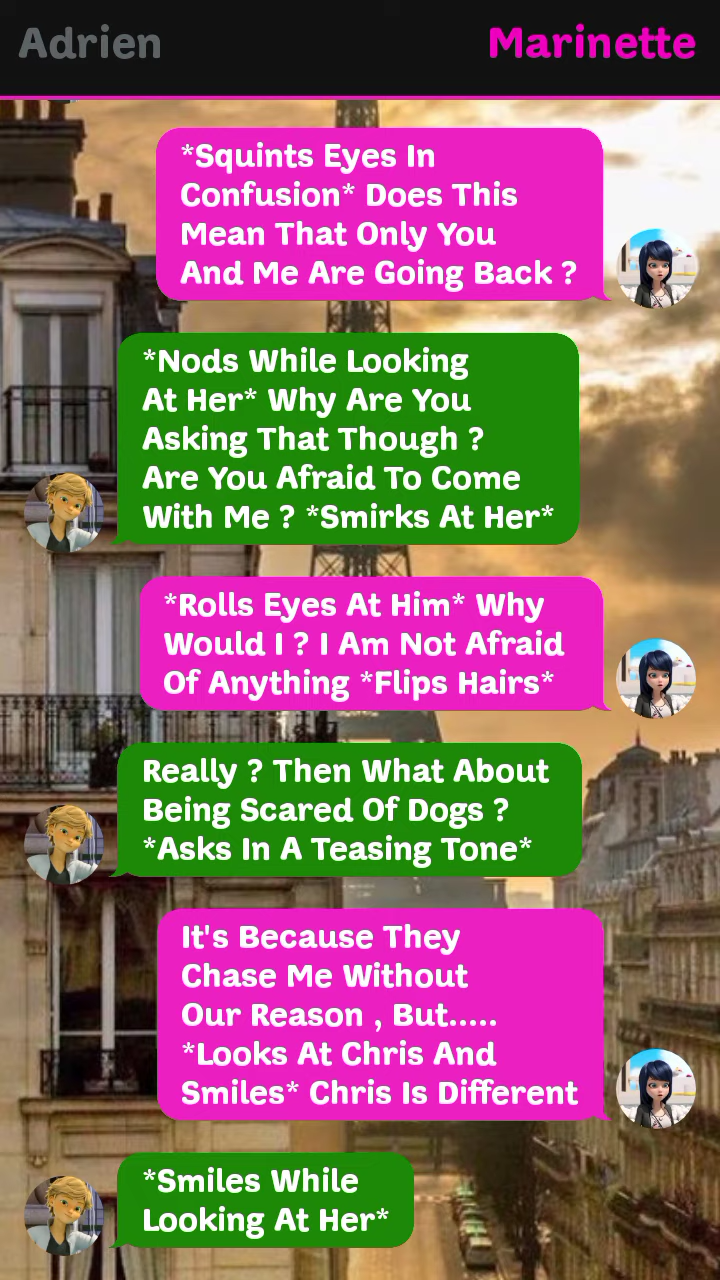 Adrien
Marinette
*Squints Eyes In
Confusion* Does This
Mean That Only You
And Me Are Going Back ?
*Nods While Looking
At Her* Why Are You
Asking That Though ?
Are You Afraid To Come
With Me ? *Smirks At Her*
*Rolls Eyes At Him* Why
Would I ? I Am Not Afraid
Of Anything *Flips Hairs*
Really ? Then What About
Being Scared Of Dogs ?
*Asks In A Teasing Tone*
It's Because They
Chase Me Without
Our Reason , But.....
*Looks At Chris And
Smiles* Chris Is Different
*Smiles While
Looking At Her*